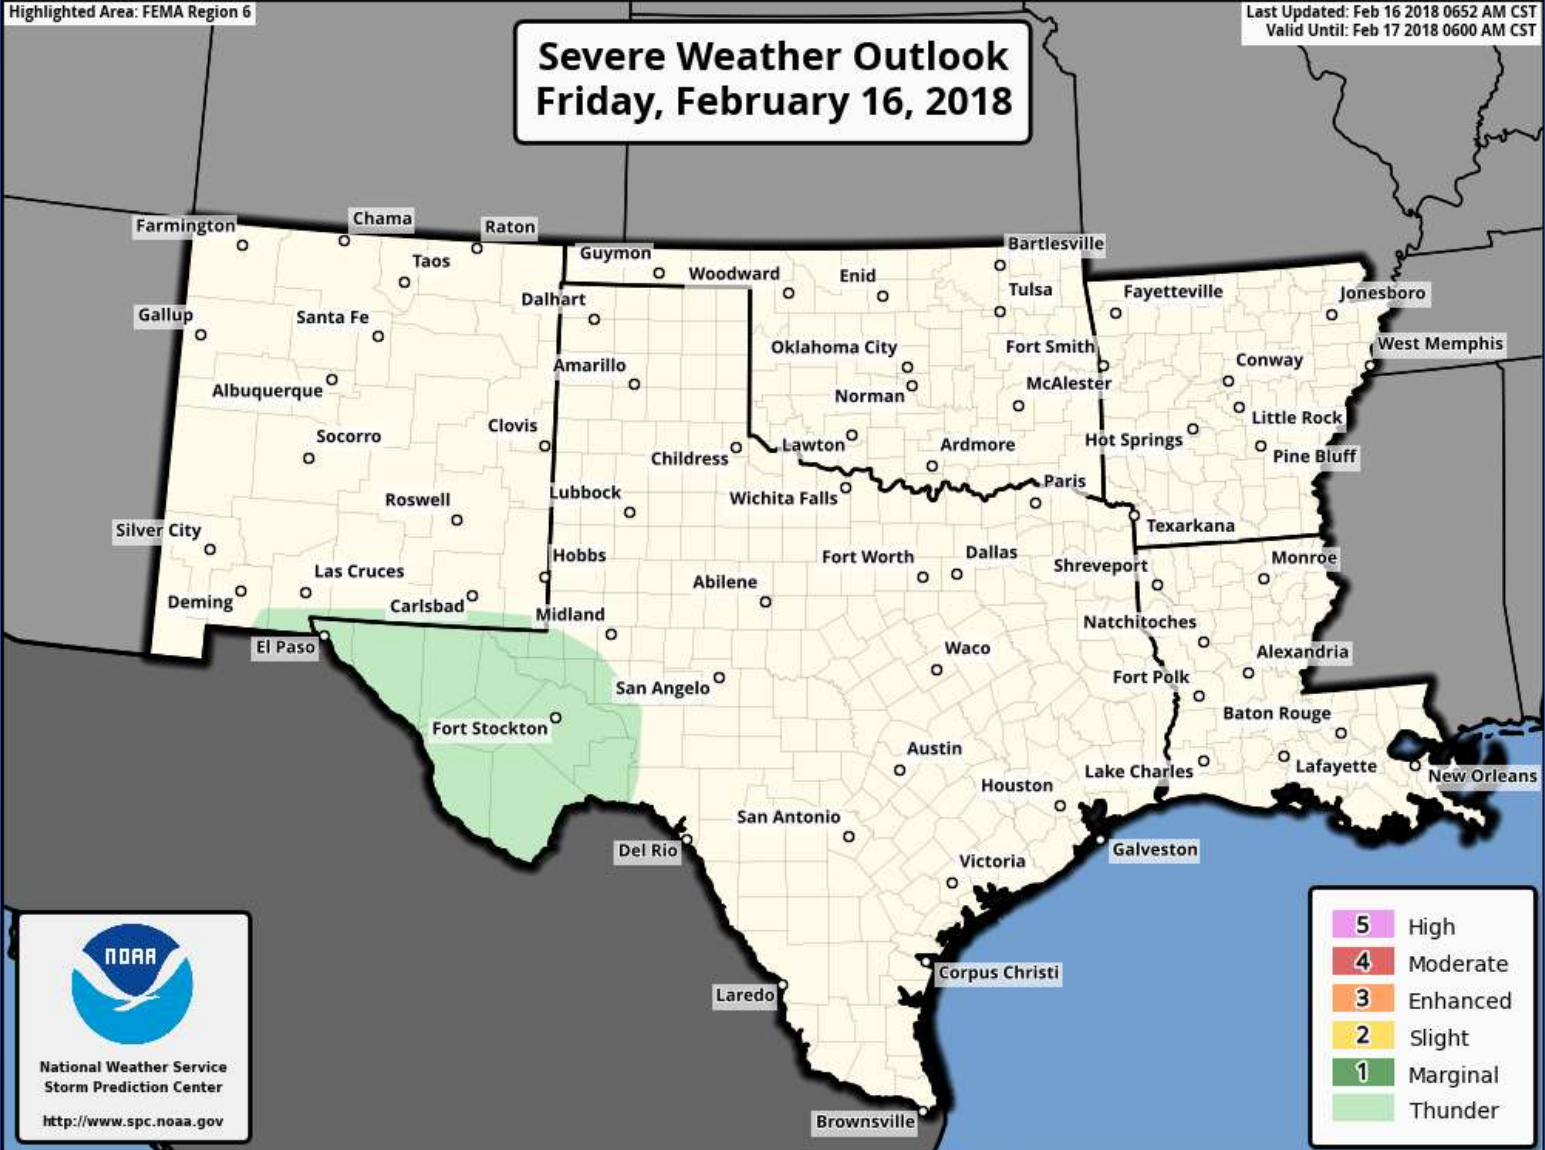 Highlighted Area: FEMA Region 6
Last Updated: Feb 16 2018 0652 AM CST
Valid Until: Feb 17 2018 0600 AM CST
Severe Weather Outlook
Friday, February 16, 2018
Farmington
Chama
Raton
Taos
Guymon
Woodward
Enid
Bartlesville
Tulsa
Dalhart
Fayetteville
Jonesboro
Gallup
Santa Fe
Oklahoma City
Fort Smith
West Memphis
Amarillo
Conway
Albuquerque
Norman
McAlester
Little Rock
Clovis
Socorro
Childress
Lawton
Ardmore
Hot Springs
Pine Bluff
Roswell
Lubbock
Wichita Falls
Paris
Silver City
Texarkana
Las Cruces
Hobbs
Fort Worth
Dallas
Shreveport
Monroe
Deming
Carlsbad
Abilene
Midland
Natchitoches
El Paso
Waco
Alexandria
San Angelo
Fort Polk
Fort Stockton
Baton Rouge
Austin
Houston
Lake Charles
Lafayette
New Orleans
San Antonio
Del Rio
Victoria
Galveston
Corpus Christi
Laredo
Brownsville
NOAA
National Weather Service
Storm Prediction Center
http://www.spc.noaa.gov
5 High
4 Moderate
3 Enhanced
2 Slight
1 Marginal
Thunder